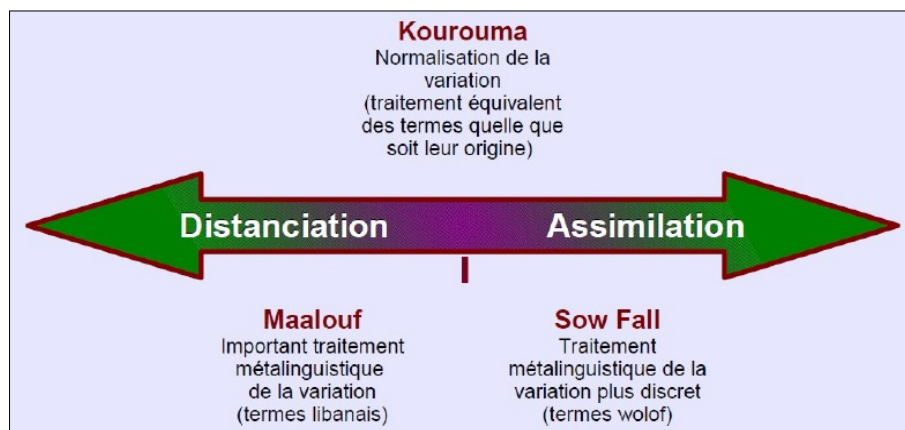 Kourouma
Normalisation de la
variation
(traitement équivalent
des termes quelle que
soit leur origine)
Distanciation
Assimilation
Maalouf
Important traitement
métalinguistique
de la variation
(termes libanais)
Sow Fall
Traitement
métalinguistique de la
variation plus discret
(termes wolof)